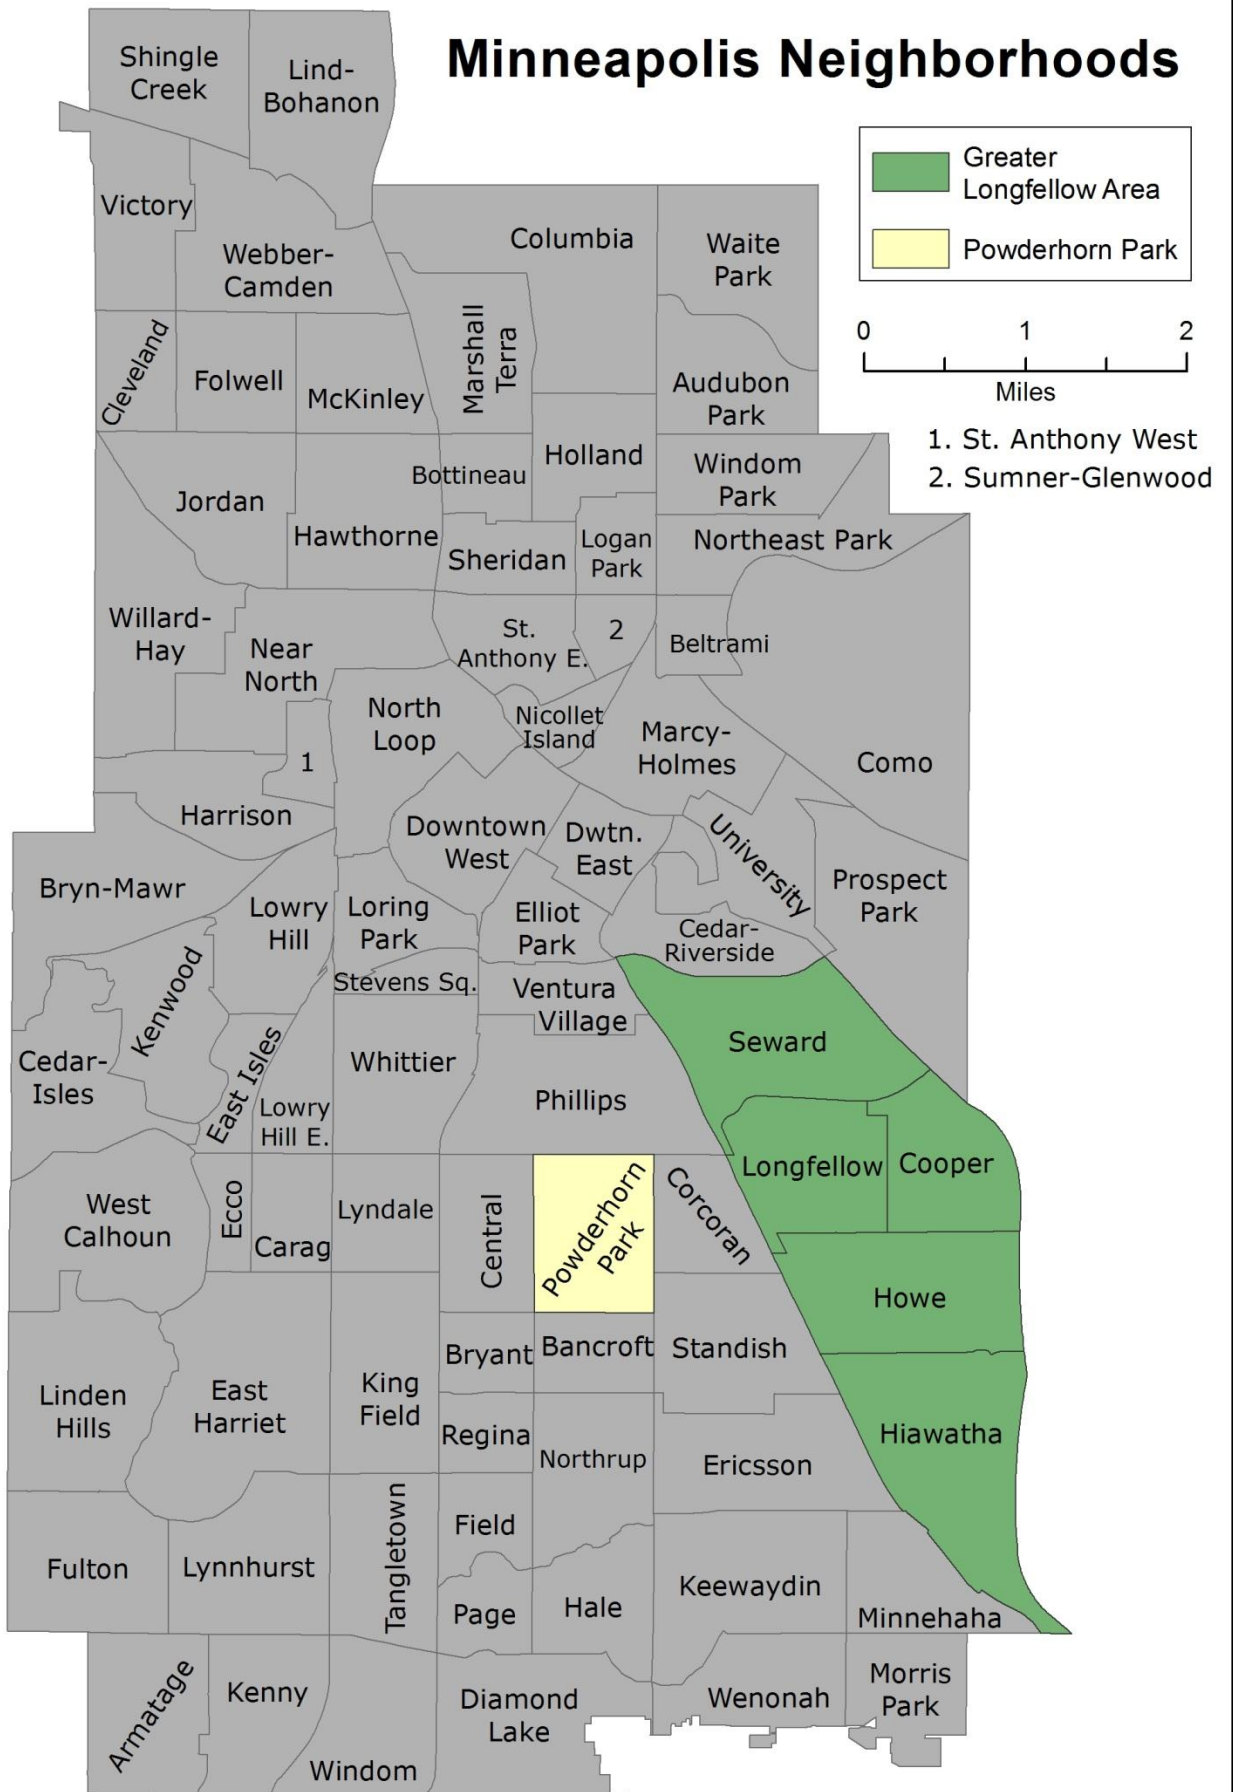 Minneapolis Neighborhoods
Greater
Longfellow Area
Powderhorn Park
0 1 2
Miles
1. St. Anthony West
2. Sumner-Glenwood
Shingle
Creek
Lind-
Bohanon
Victory
Webber-
Camden
Columbia
Waite
Park
Cleveland
Folwell
McKinley
Marshall
Terra
Audubon
Park
Jordan
Hawthorne
Bottineau
Holland
Windom
Park
Sheridan
Logan
Park
Northeast Park
Willard-
Hay
Near
North
St.
Anthony E.
2
Beltrami
North
Loop
Nicollet
Island
Marcy-
Holmes
Como
1
Harrison
Downtown
West
Dwtn.
East
University
Prospect
Park
Bryn-Mawr
Lowry
Hill
Loring
Park
Elliot
Park
Cedar-
Riverside
Kenwood
Stevens Sq.
Ventura
Village
Seward
Cedar-
Isles
East Isles
Lowry
Hill E.
Whittier
Phillips
Longfellow
Cooper
West
Calhoun
Ecco
Carag
Lyndale
Central
Powderhorn
Park
Corcoran
Howe
Bryant
Bancroft
Standish
Linden
Hills
East
Harriet
King
Field
Regina
Northrup
Ericsson
Hiawatha
Fulton
Lynnhurst
Tangletown
Field
Page
Hale
Keewaydin
Minnehaha
Armatage
Kenny
Windom
Diamond
Lake
Wenonah
Morris
Park